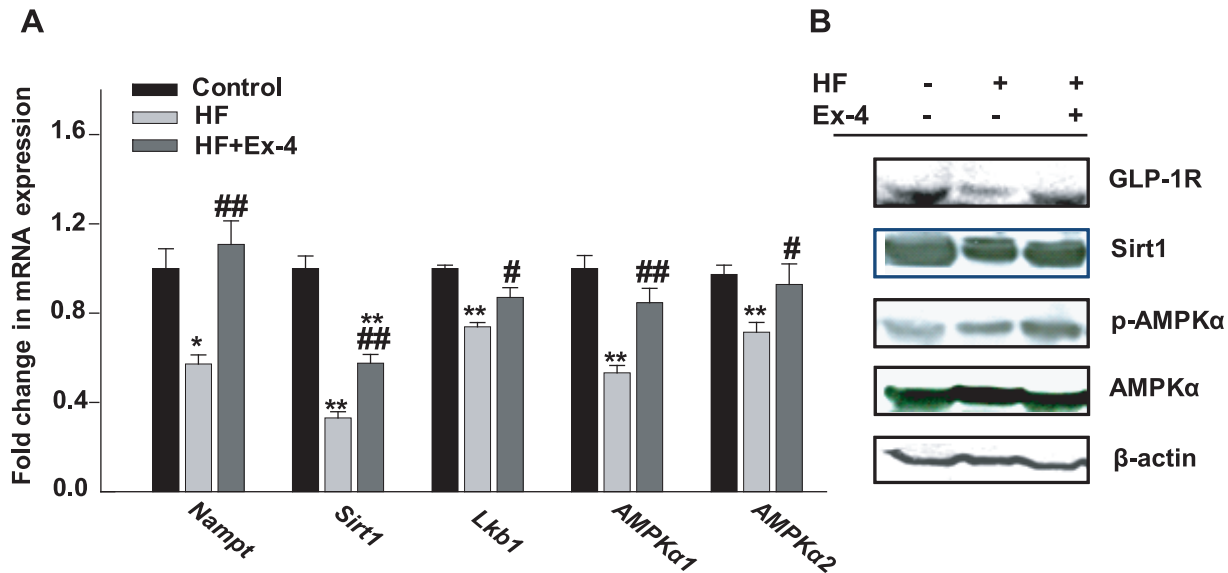 A
Fold change in mRNA expression
1.6
1.2
0.8
0.4
0.0
Control
HF
HF+Ex-4
*
##
**
**
##
**
#
**
##
**
#
Nampt
Sirt1
Lkb1
AMPKα1
AMPKα2
B
HF - + +
Ex-4 - - +
GLP-1R
Sirt1
p-AMPKα
AMPKα
β-actin